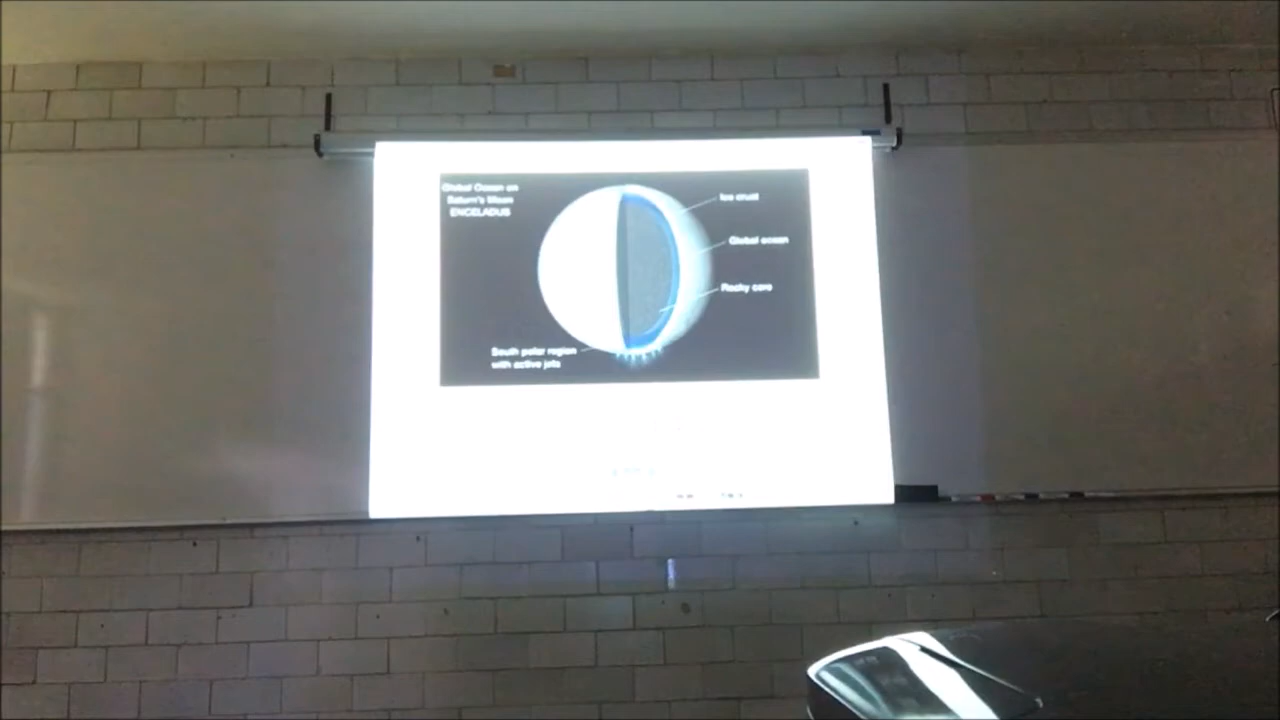 Global Ocean on
Saturn's Moon
ENCELADUS
Ice crust
Global ocean
Rocky core
South polar region
with active jets